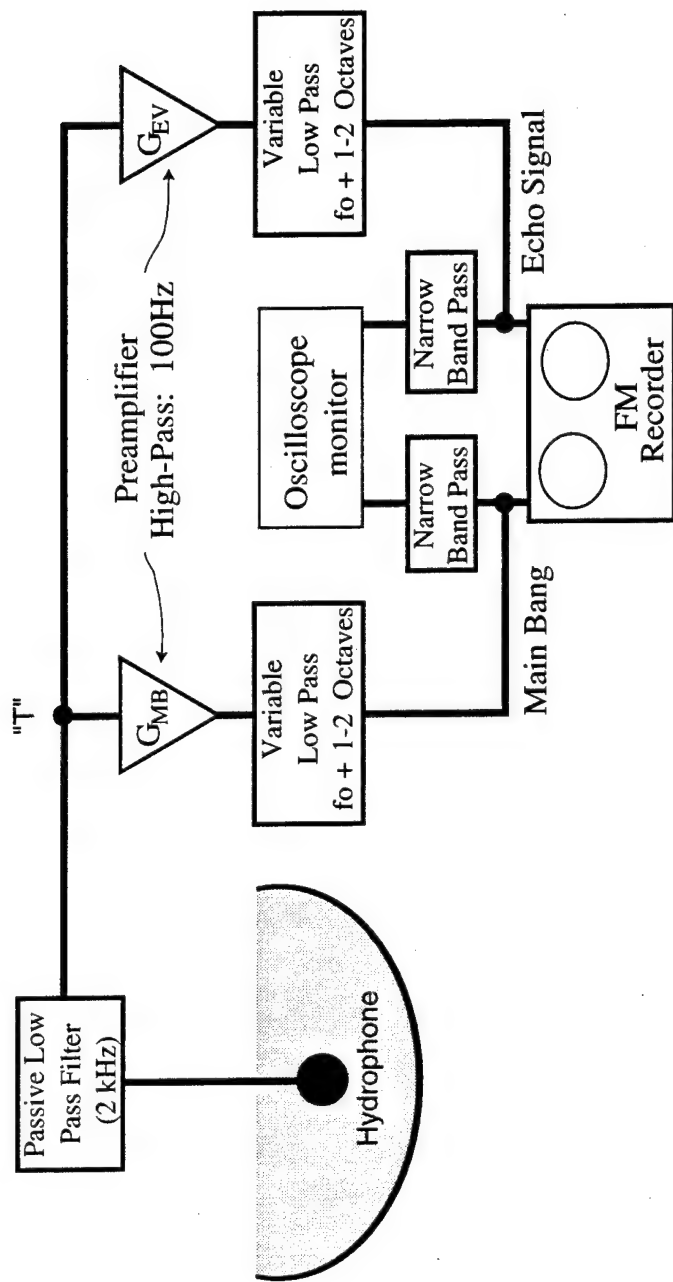 Passive Low
Pass Filter
(2 kHz)
Hydrophone
"T"
G_MB
Preamplifier
High-Pass: 100Hz
G_EV
Variable
Low Pass
fo + 1-2 Octaves
Variable
Low Pass
fo + 1-2 Octaves
Oscilloscope
monitor
Narrow
Band Pass
Narrow
Band Pass
Main Bang
Echo Signal
FM
Recorder